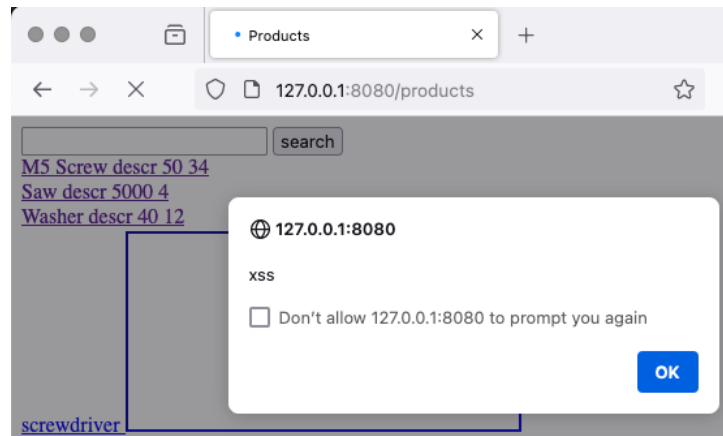 Products
127.0.0.1:8080/products
search
M5 Screw descr 50 34
Saw descr 5000 4
Washer descr 40 12
127.0.0.1:8080
xss
Don't allow 127.0.0.1:8080 to prompt you again
OK
screwdriver